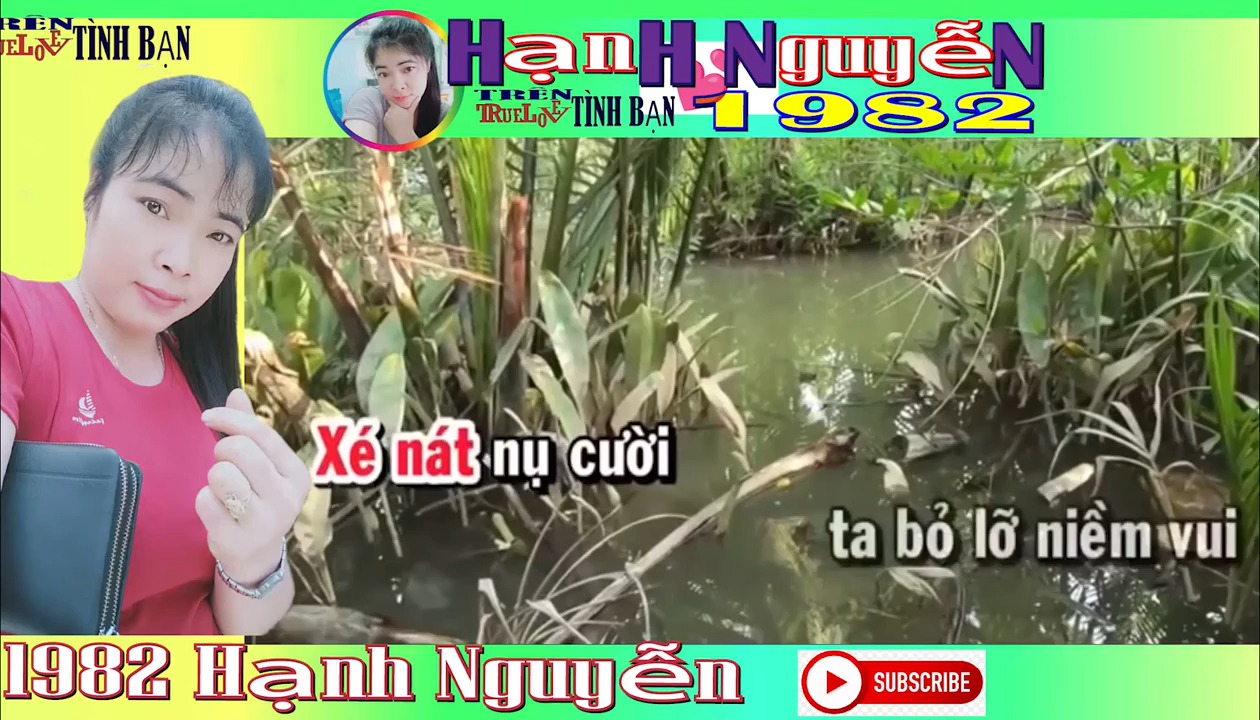 TRÊN
TRUELOVE TÌNH BẠN
HạnH NguyễN
TRÊN
TRUELOVE TÌNH BẠN
1982
Xé nát nụ cười
ta bỏ lỡ niềm vui
1982 Hạnh Nguyễn
SUBSCRIBE